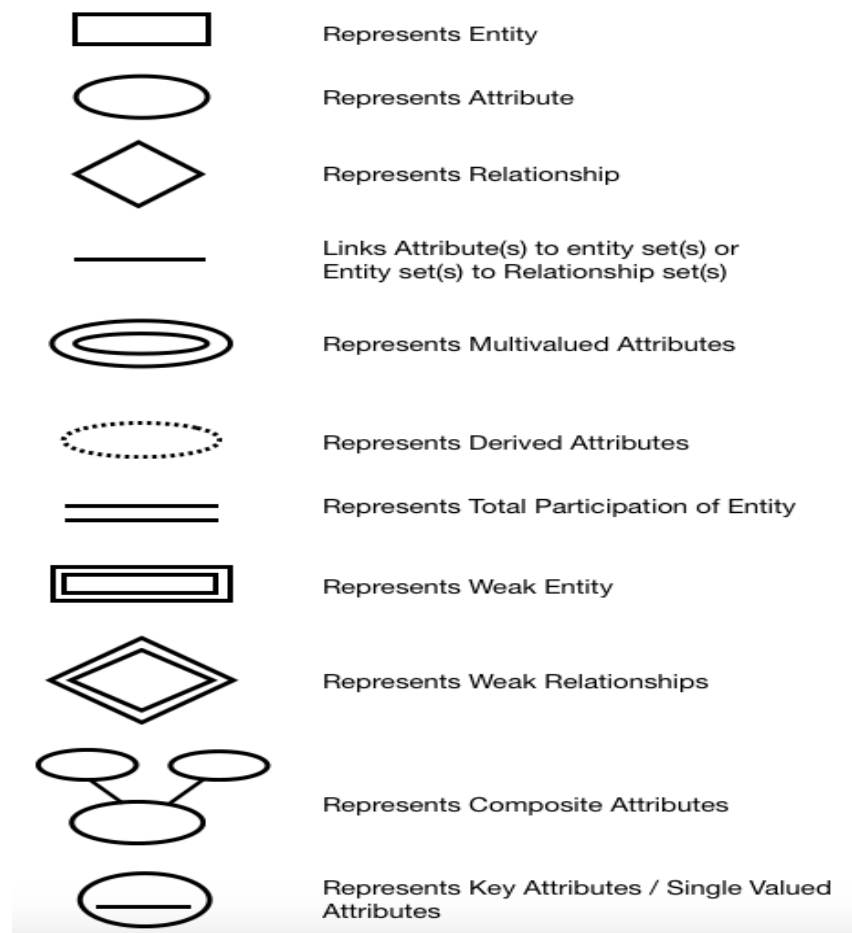 Represents Entity
Represents Attribute
Represents Relationship
Links Attribute(s) to entity set(s) or
Entity set(s) to Relationship set(s)
Represents Multivalued Attributes
Represents Derived Attributes
Represents Total Participation of Entity
Represents Weak Entity
Represents Weak Relationships
Represents Composite Attributes
Represents Key Attributes / Single Valued
Attributes